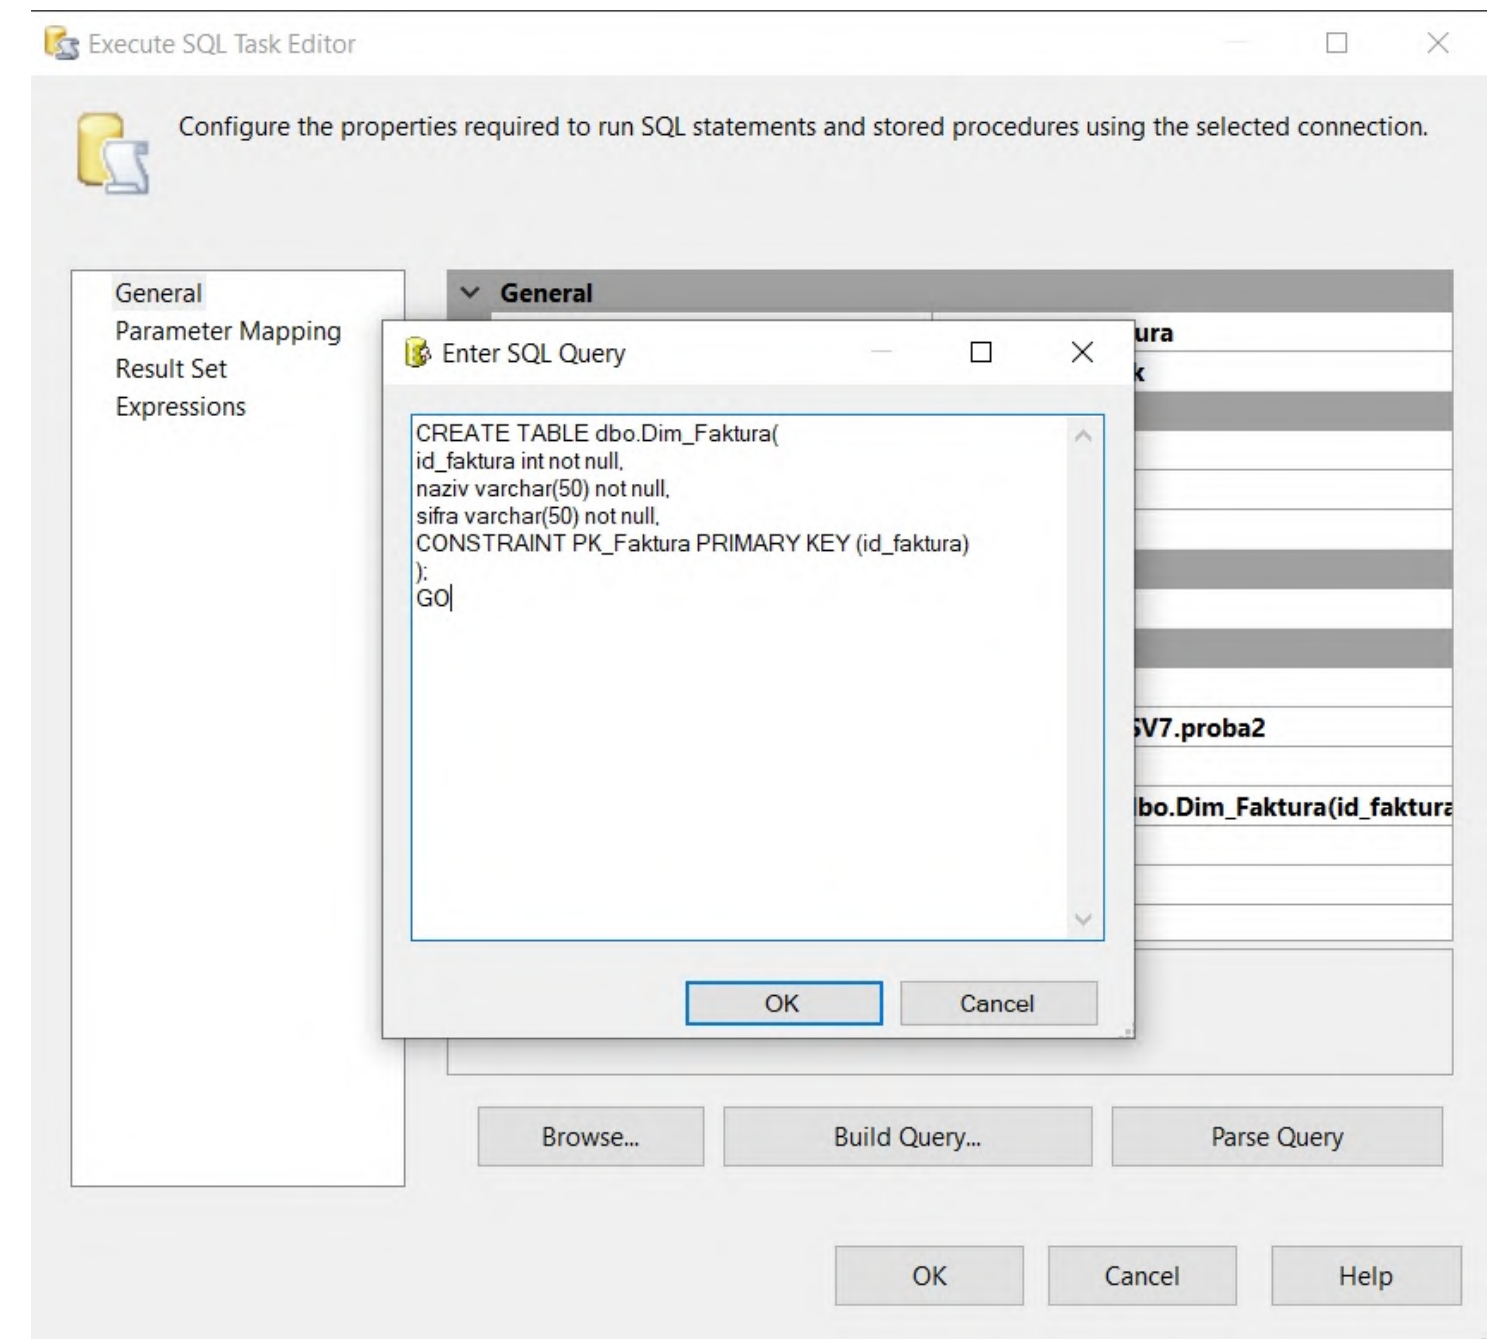 Execute SQL Task Editor
Configure the properties required to run SQL statements and stored procedures using the selected connection.
General
Parameter Mapping
Result Set
Expressions
General
ura
k
Enter SQL Query
CREATE TABLE dbo.Dim_Faktura(
id_faktura int not null,
naziv varchar(50) not null,
sifra varchar(50) not null,
CONSTRAINT PK_Faktura PRIMARY KEY (id_faktura)
);
GO
SV7.proba2
lbo.Dim_Faktura(id_faktura
OK
Cancel
Browse...
Build Query...
Parse Query
OK
Cancel
Help